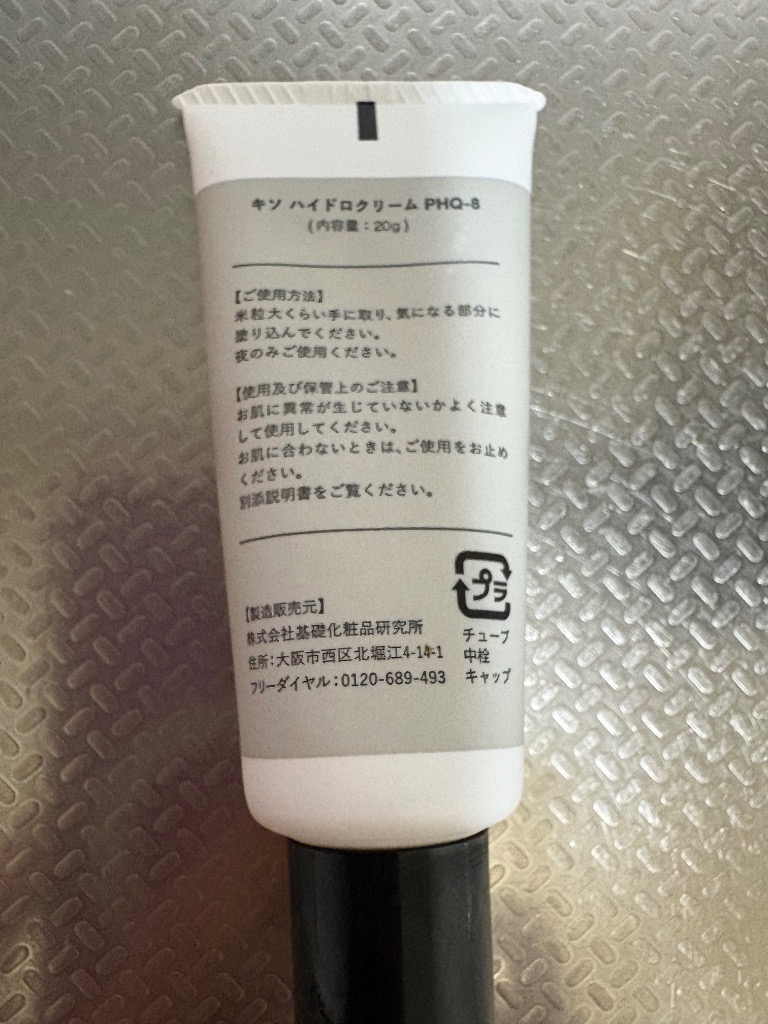 キソ ハイドロクリーム PHQ-8
(内容量：20g)
【ご使用方法】
米粒大くらい手に取り、気になる部分に
塗り込んでください。
夜のみご使用ください。
【使用及び保管上のご注意】
お肌に異常が生じていないかよく注意
して使用してください。
お肌に合わないときは、ご使用をお止め
ください。
別添説明書をご覧ください。
プラ
チューブ
中栓
キャップ
【製造販売元】
株式会社基礎化粧品研究所
住所：大阪市西区北堀江4-14-1
フリーダイヤル：0120-689-493